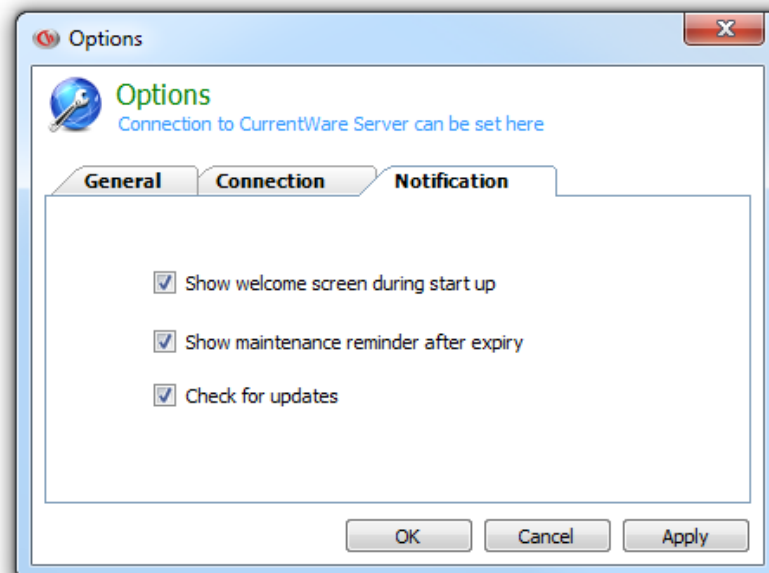 Options
Options
Connection to CurrentWare Server can be set here
General Connection Notification
Show welcome screen during start up
Show maintenance reminder after expiry
Check for updates
OK Cancel Apply